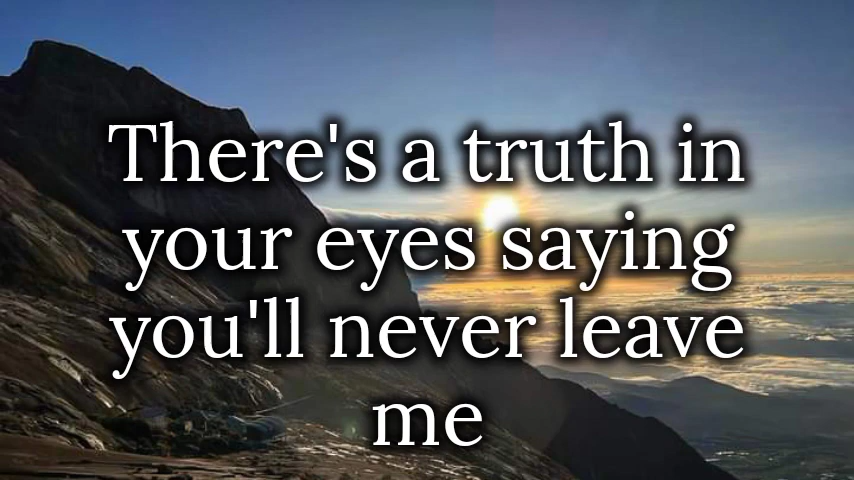 There's a truth in
your eyes saying
you'll never leave
me